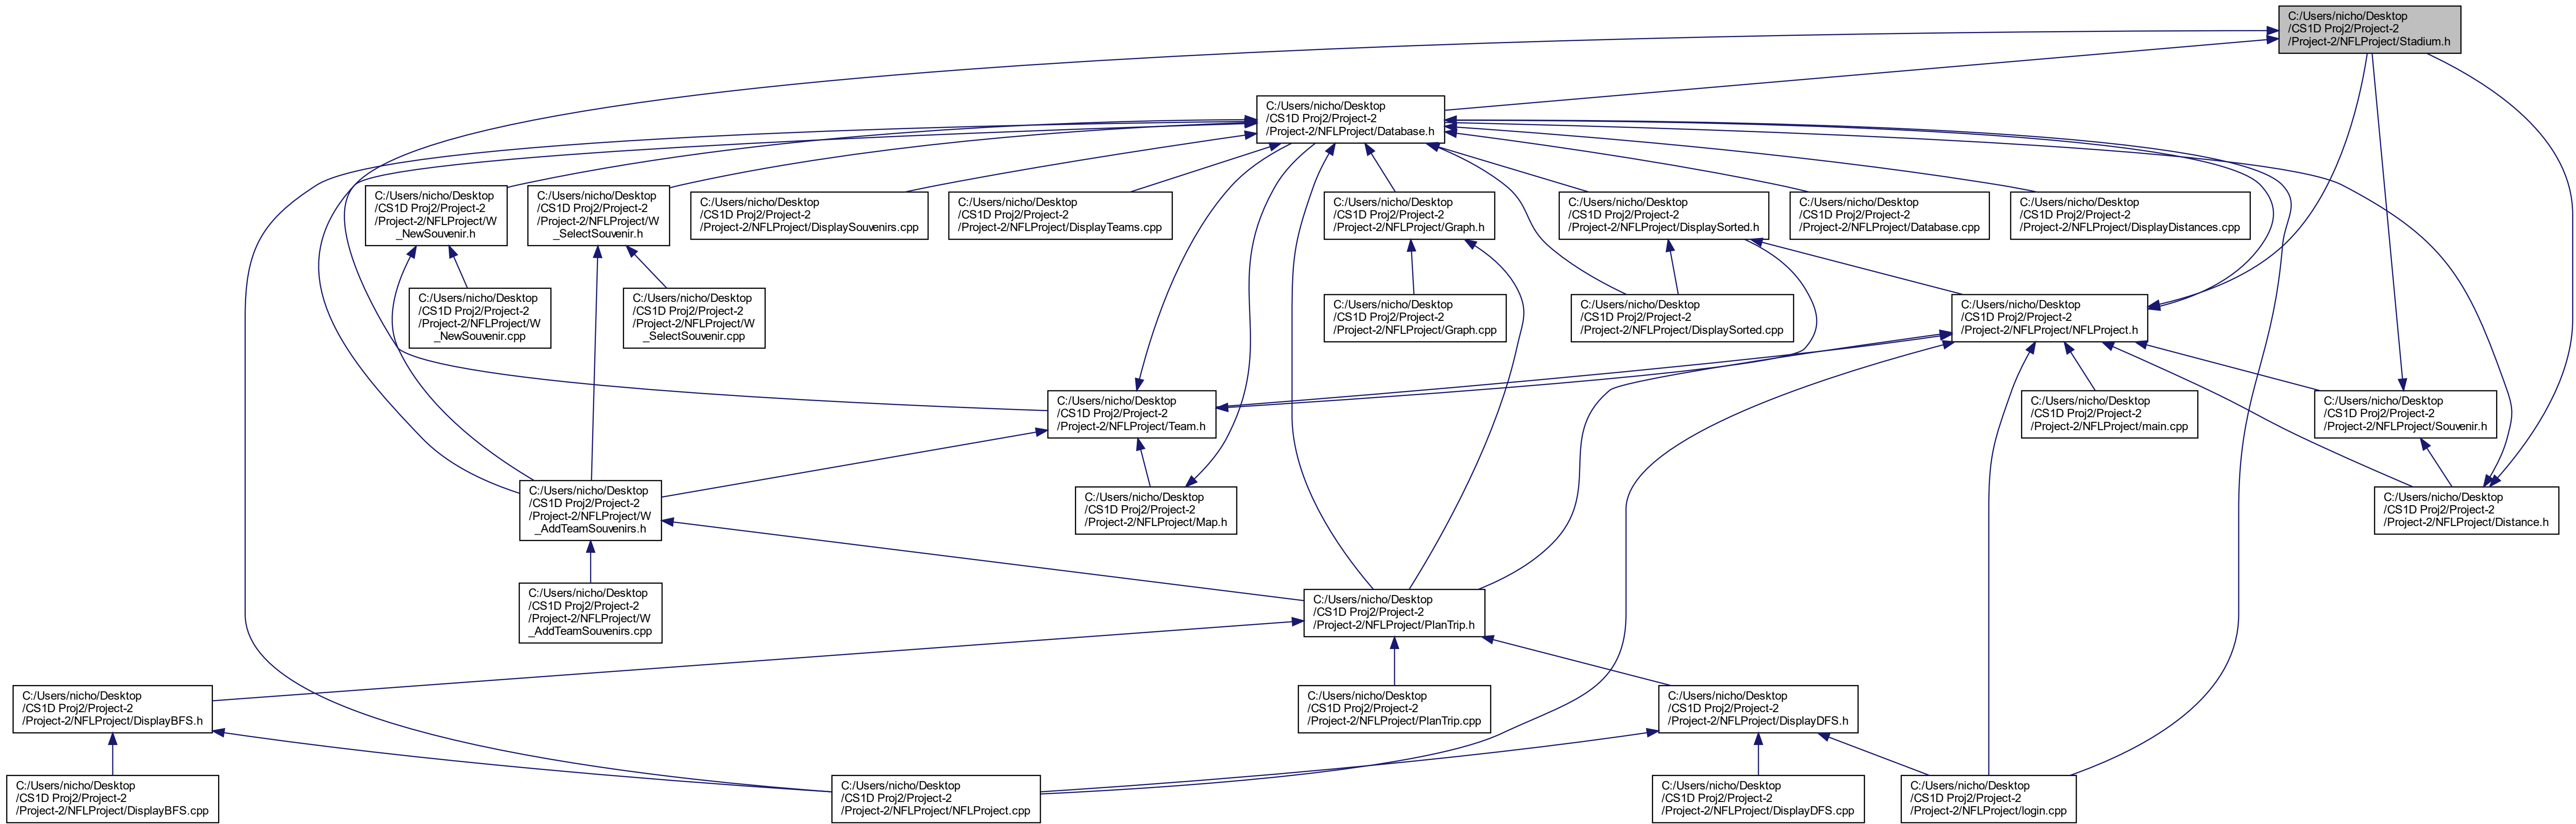 C:/Users/nicho/Desktop
/CS1D Proj2/Project-2
/Project-2/NFLProject/Stadium.h
C:/Users/nicho/Desktop
/CS1D Proj2/Project-2
/Project-2/NFLProject/Database.h
C:/Users/nicho/Desktop
/CS1D Proj2/Project-2
/Project-2/NFLProject/W
_NewSouvenir.h
C:/Users/nicho/Desktop
/CS1D Proj2/Project-2
/Project-2/NFLProject/W
_SelectSouvenir.h
C:/Users/nicho/Desktop
/CS1D Proj2/Project-2
/Project-2/NFLProject/DisplaySouvenirs.cpp
C:/Users/nicho/Desktop
/CS1D Proj2/Project-2
/Project-2/NFLProject/DisplayTeams.cpp
C:/Users/nicho/Desktop
/CS1D Proj2/Project-2
/Project-2/NFLProject/Graph.h
C:/Users/nicho/Desktop
/CS1D Proj2/Project-2
/Project-2/NFLProject/DisplaySorted.h
C:/Users/nicho/Desktop
/CS1D Proj2/Project-2
/Project-2/NFLProject/Database.cpp
C:/Users/nicho/Desktop
/CS1D Proj2/Project-2
/Project-2/NFLProject/DisplayDistances.cpp
C:/Users/nicho/Desktop
/CS1D Proj2/Project-2
/Project-2/NFLProject/W
_NewSouvenir.cpp
C:/Users/nicho/Desktop
/CS1D Proj2/Project-2
/Project-2/NFLProject/W
_SelectSouvenir.cpp
C:/Users/nicho/Desktop
/CS1D Proj2/Project-2
/Project-2/NFLProject/Graph.cpp
C:/Users/nicho/Desktop
/CS1D Proj2/Project-2
/Project-2/NFLProject/DisplaySorted.cpp
C:/Users/nicho/Desktop
/CS1D Proj2/Project-2
/Project-2/NFLProject/NFLProject.h
C:/Users/nicho/Desktop
/CS1D Proj2/Project-2
/Project-2/NFLProject/Team.h
C:/Users/nicho/Desktop
/CS1D Proj2/Project-2
/Project-2/NFLProject/main.cpp
C:/Users/nicho/Desktop
/CS1D Proj2/Project-2
/Project-2/NFLProject/Souvenir.h
C:/Users/nicho/Desktop
/CS1D Proj2/Project-2
/Project-2/NFLProject/W
_AddTeamSouvenirs.h
C:/Users/nicho/Desktop
/CS1D Proj2/Project-2
/Project-2/NFLProject/Map.h
C:/Users/nicho/Desktop
/CS1D Proj2/Project-2
/Project-2/NFLProject/Distance.h
C:/Users/nicho/Desktop
/CS1D Proj2/Project-2
/Project-2/NFLProject/W
_AddTeamSouvenirs.cpp
C:/Users/nicho/Desktop
/CS1D Proj2/Project-2
/Project-2/NFLProject/PlanTrip.h
C:/Users/nicho/Desktop
/CS1D Proj2/Project-2
/Project-2/NFLProject/DisplayBFS.h
C:/Users/nicho/Desktop
/CS1D Proj2/Project-2
/Project-2/NFLProject/PlanTrip.cpp
C:/Users/nicho/Desktop
/CS1D Proj2/Project-2
/Project-2/NFLProject/DisplayDFS.h
C:/Users/nicho/Desktop
/CS1D Proj2/Project-2
/Project-2/NFLProject/DisplayBFS.cpp
C:/Users/nicho/Desktop
/CS1D Proj2/Project-2
/Project-2/NFLProject/NFLProject.cpp
C:/Users/nicho/Desktop
/CS1D Proj2/Project-2
/Project-2/NFLProject/DisplayDFS.cpp
C:/Users/nicho/Desktop
/CS1D Proj2/Project-2
/Project-2/NFLProject/login.cpp